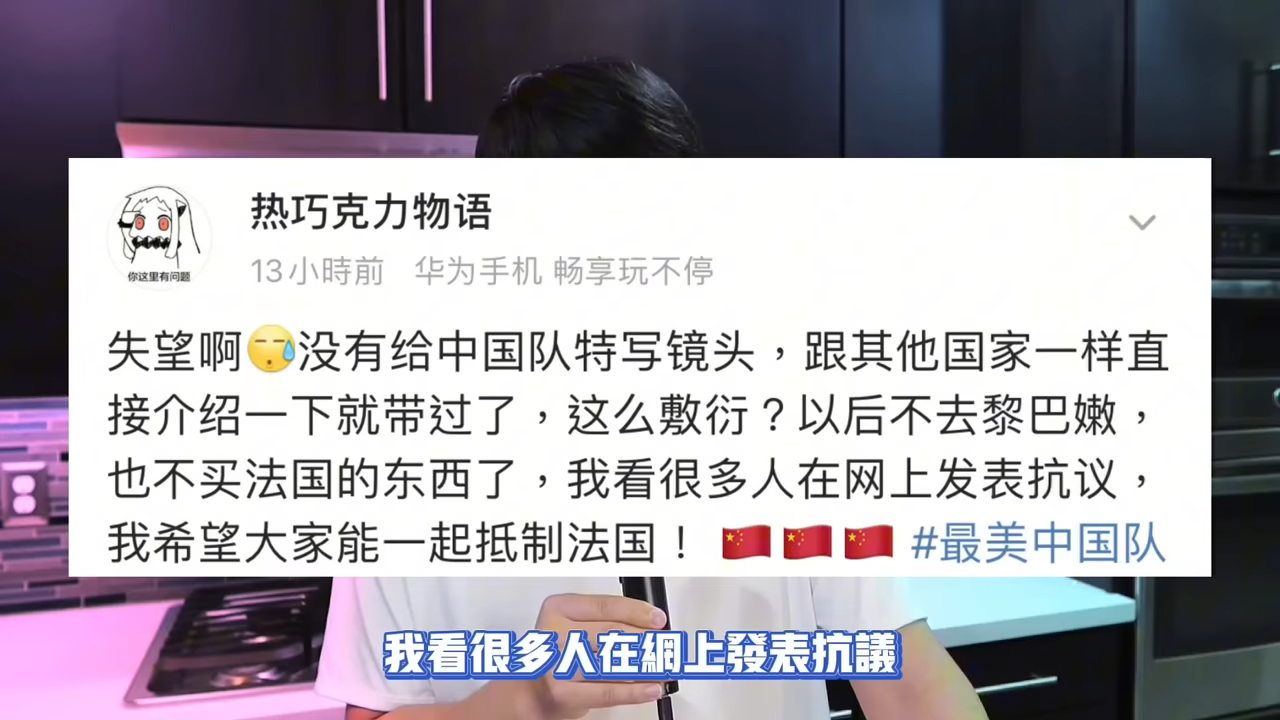 热巧克力物语
13小時前 华为手机 畅享玩不停
你这里有问题
失望啊😓没有给中国队特写镜头，跟其他国家一样直
接介绍一下就带过了，这么敷衍？以后不去黎巴嫩，
也不买法国的东西了，我看很多人在网上发表抗议，
我希望大家能一起抵制法国！🇨🇳🇨🇳🇨🇳 #最美中国队
我看很多人在網上發表抗議